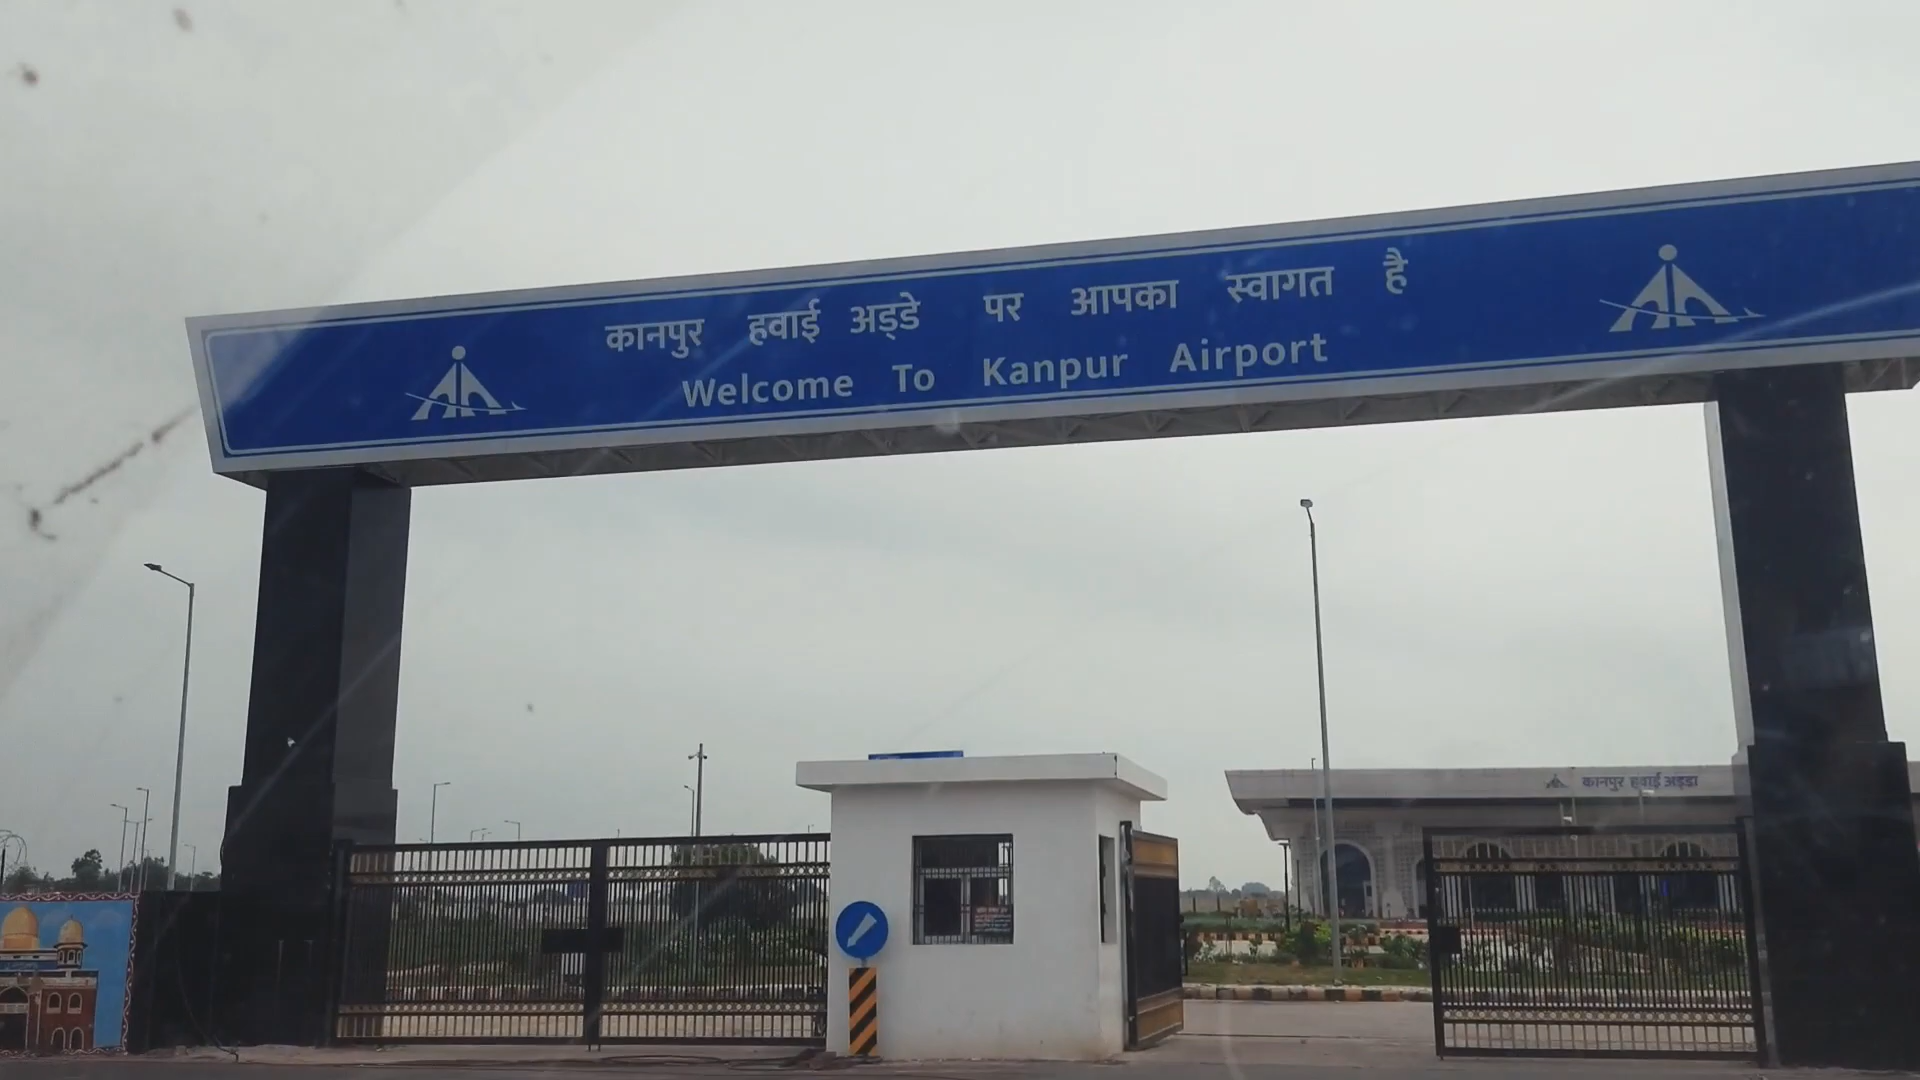 कानपुर हवाई अड्डे पर आपका स्वागत है
Welcome To Kanpur Airport
कानपुर हवाई अड्डा